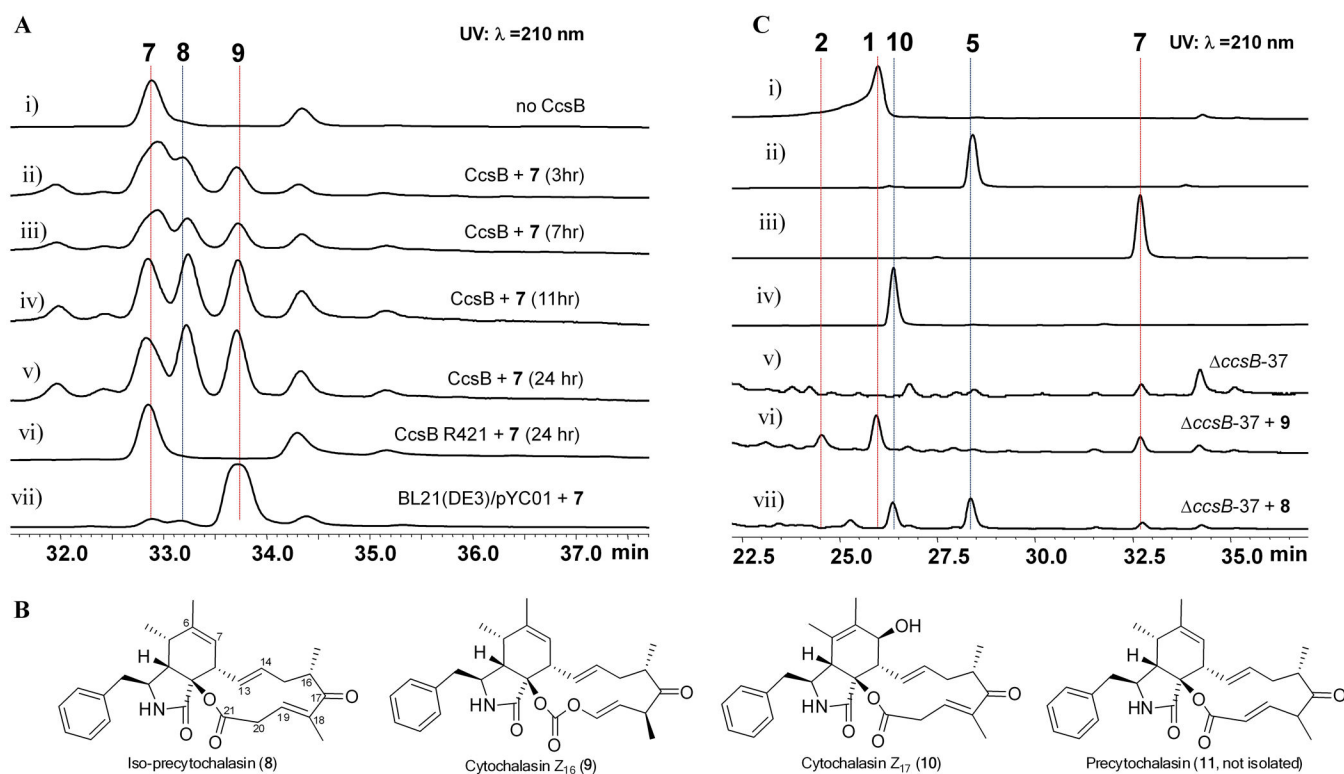 A
UV: λ =210 nm
7 8 9
i) no CcsB
ii) CcsB + 7 (3hr)
iii) CcsB + 7 (7hr)
iv) CcsB + 7 (11hr)
v) CcsB + 7 (24 hr)
vi) CcsB R421 + 7 (24 hr)
vii) BL21(DE3)/pYC01 + 7
32.0 33.0 34.0 35.0 36.0 37.0 min
C
UV: λ =210 nm
2 1 10 5 7
i)
ii)
iii)
iv)
v) ΔccsB-37
vi) ΔccsB-37 + 9
vii) ΔccsB-37 + 8
22.5 25.0 27.5 30.0 32.5 35.0 min
B
6
7
H
14
13
16
17
O
18
19
20
21
O
HN
O
O
Iso-precytochalasin (8)
H
O
O
O
HN
O
O
Cytochalasin Z16 (9)
OH
H
O
O
HN
O
O
Cytochalasin Z17 (10)
H
O
O
HN
O
O
Precytochalasin (11, not isolated)